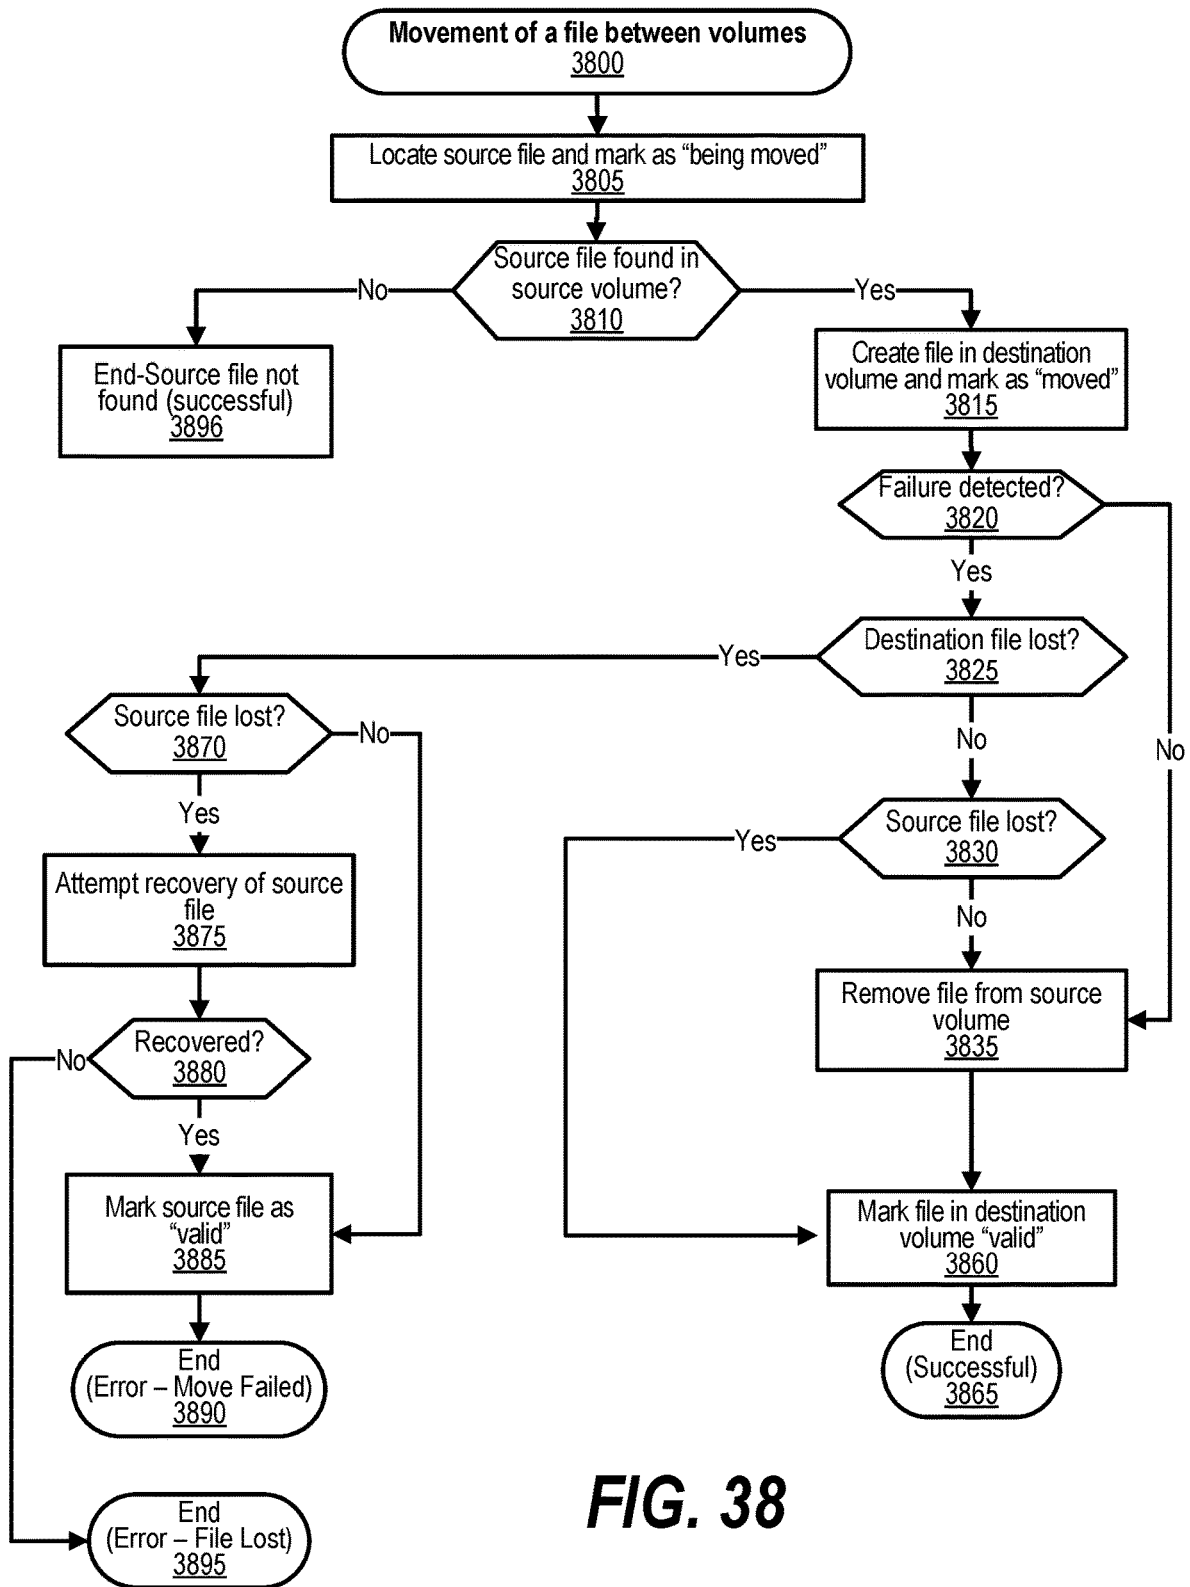 Movement of a file between volumes
3800
Locate source file and mark as “being moved”
3805
Source file found in
source volume?
3810
No
Yes
End-Source file not
found (successful)
3896
Create file in destination
volume and mark as “moved”
3815
Failure detected?
3820
Yes
No
Destination file lost?
3825
Yes
No
Source file lost?
3870
No
Yes
Source file lost?
3830
Yes
No
Attempt recovery of source
file
3875
Remove file from source
volume
3835
Recovered?
3880
No
Yes
Mark source file as
“valid”
3885
Mark file in destination
volume “valid”
3860
End
(Error – Move Failed)
3890
End
(Successful)
3865
End
(Error – File Lost)
3895
FIG. 38